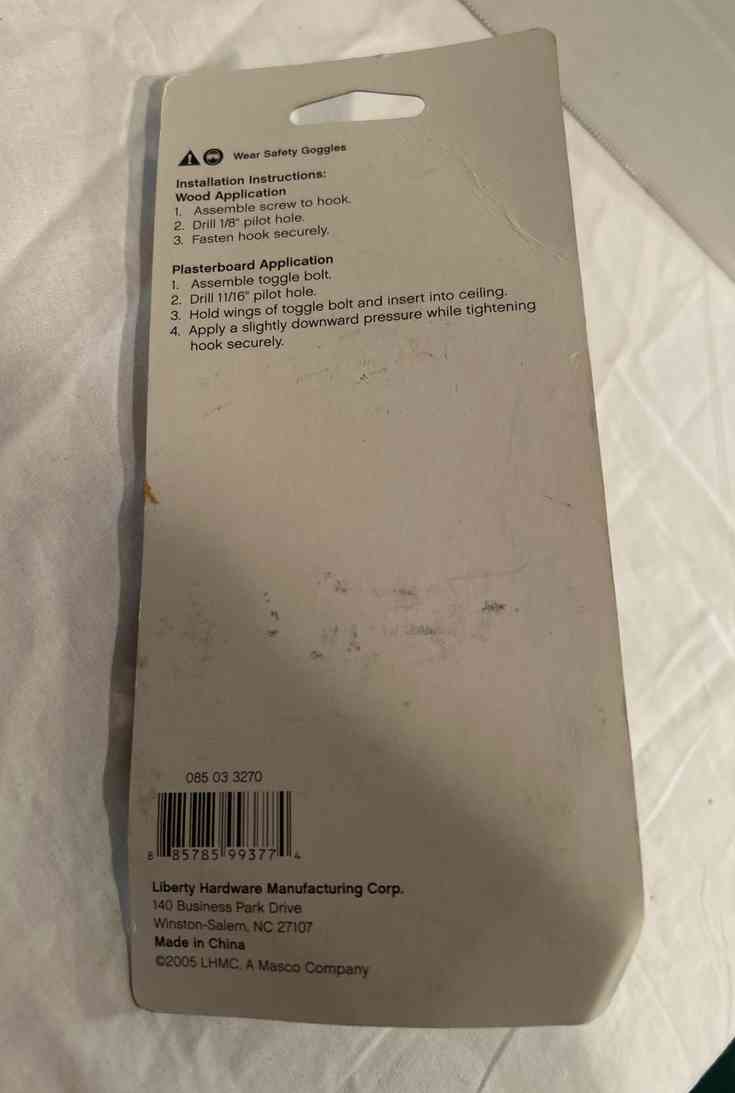 Wear Safety Goggles
Installation Instructions:
Wood Application
1. Assemble screw to hook.
2. Drill 1/8" pilot hole.
3. Fasten hook securely.
Plasterboard Application
1. Assemble toggle bolt.
2. Drill 11/16" pilot hole.
3. Hold wings of toggle bolt and insert into ceiling.
4. Apply a slightly downward pressure while tightening
hook securely.
085 03 3270
8 85785 99377 4
Liberty Hardware Manufacturing Corp.
140 Business Park Drive
Winston-Salem, NC 27107
Made in China
©2005 LHMC, A Masco Company